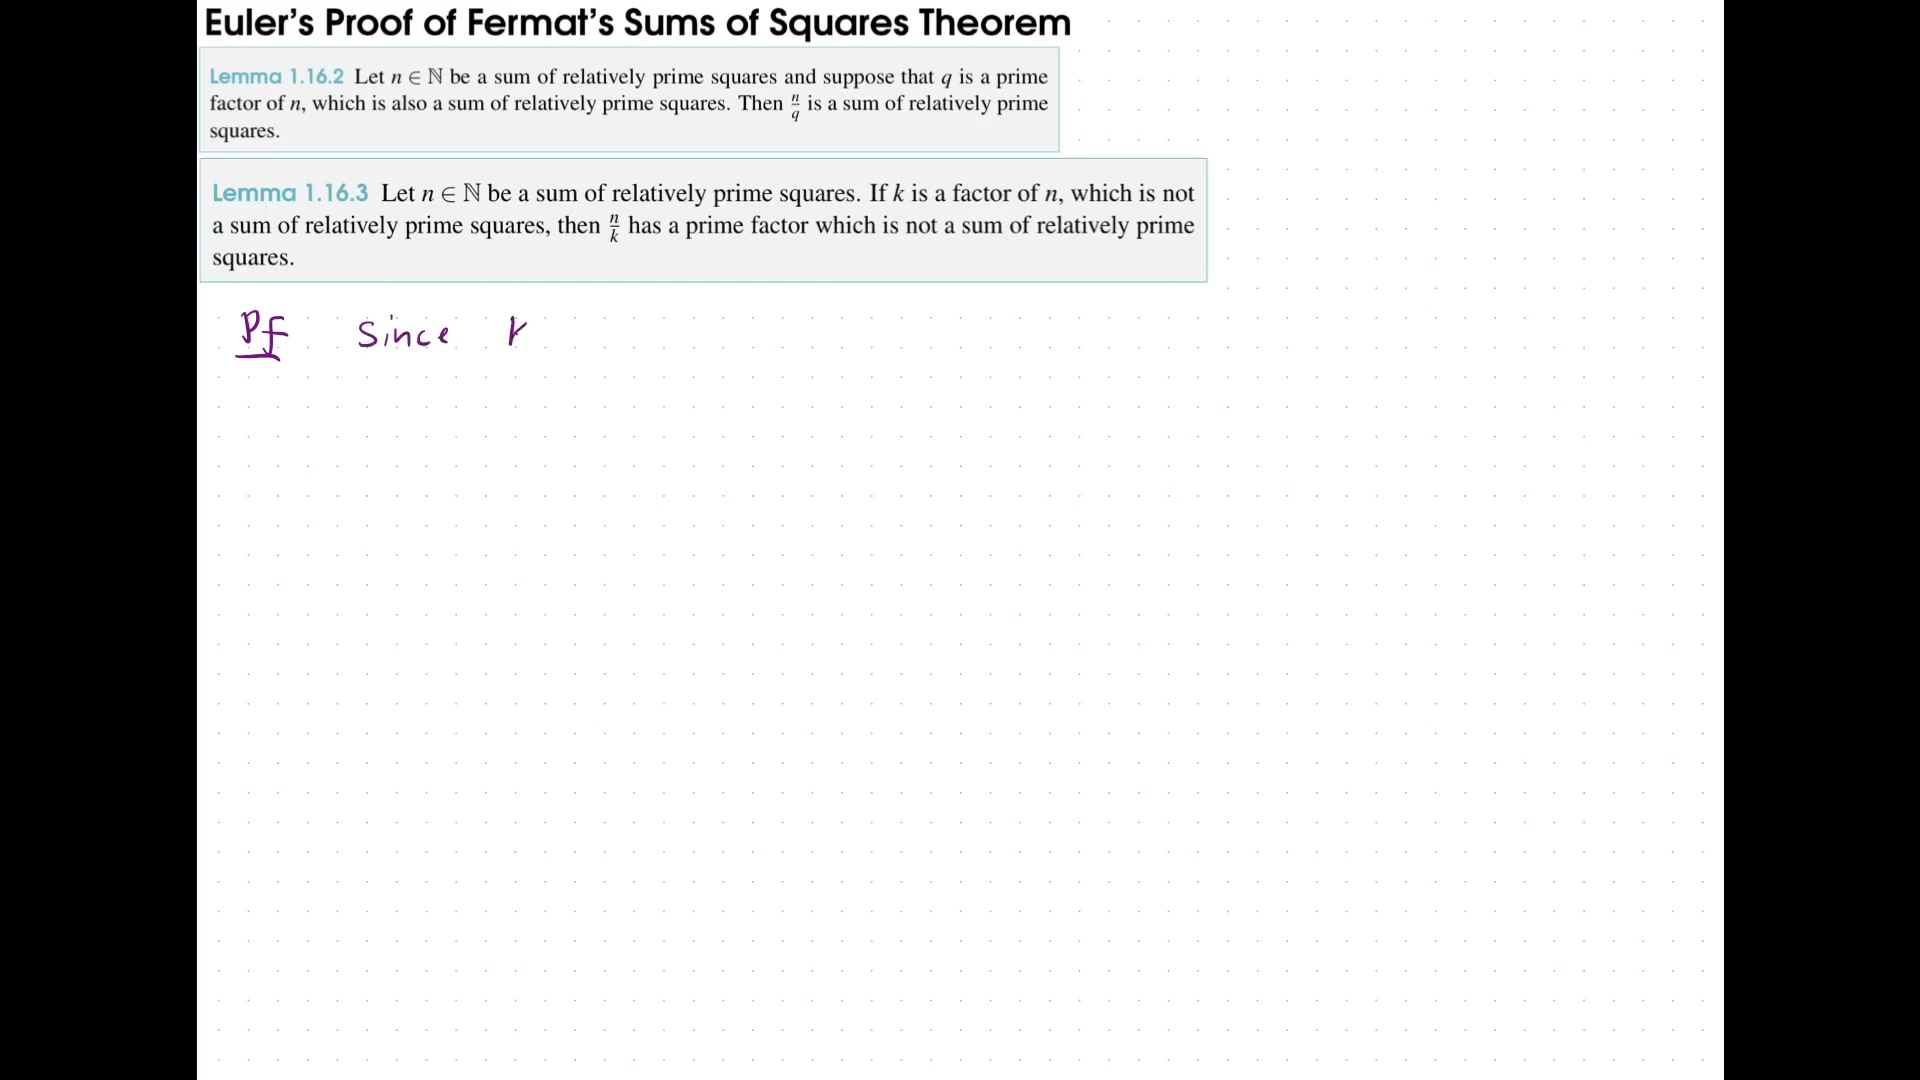 Euler's Proof of Fermat's Sums of Squares Theorem
Lemma 1.16.2 Let n ∈ ℕ be a sum of relatively prime squares and suppose that q is a prime
factor of n, which is also a sum of relatively prime squares. Then n/q is a sum of relatively prime
squares.
Lemma 1.16.3 Let n ∈ ℕ be a sum of relatively prime squares. If k is a factor of n, which is not
a sum of relatively prime squares, then n/k has a prime factor which is not a sum of relatively prime
squares.
Pf Since k